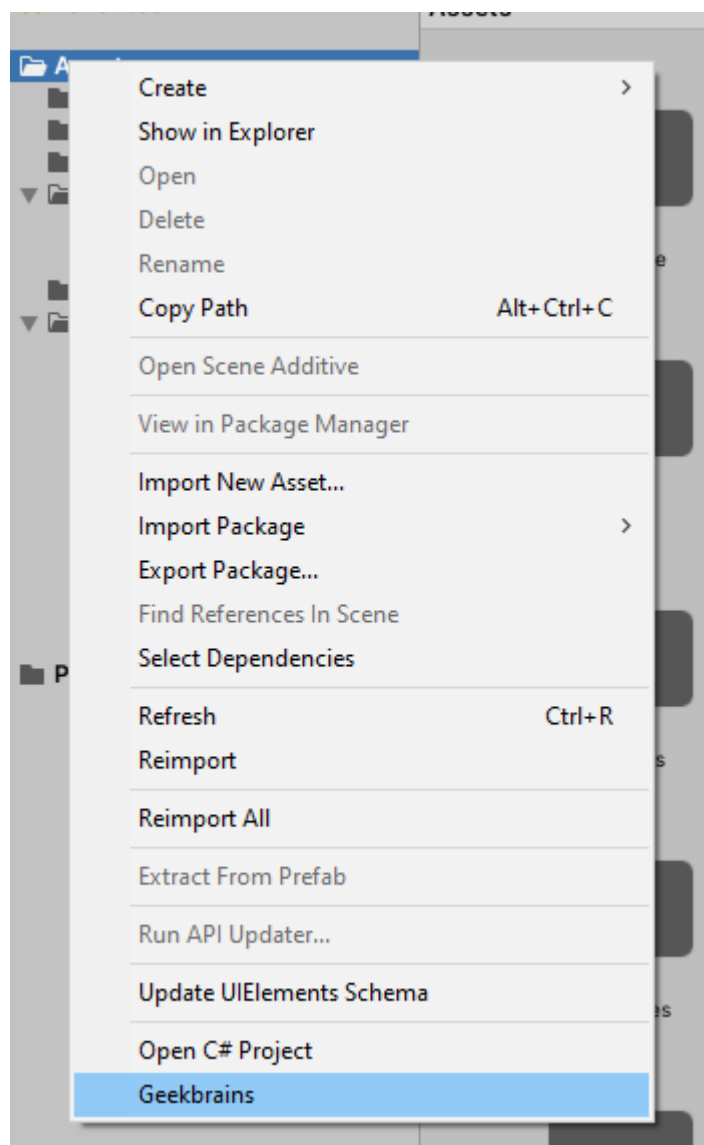 Create
Show in Explorer
Open
Delete
Rename
Copy Path Alt+Ctrl+C
Open Scene Additive
View in Package Manager
Import New Asset...
Import Package
Export Package...
Find References In Scene
Select Dependencies
Refresh Ctrl+R
Reimport
Reimport All
Extract From Prefab
Run API Updater...
Update UIElements Schema
Open C# Project
Geekbrains